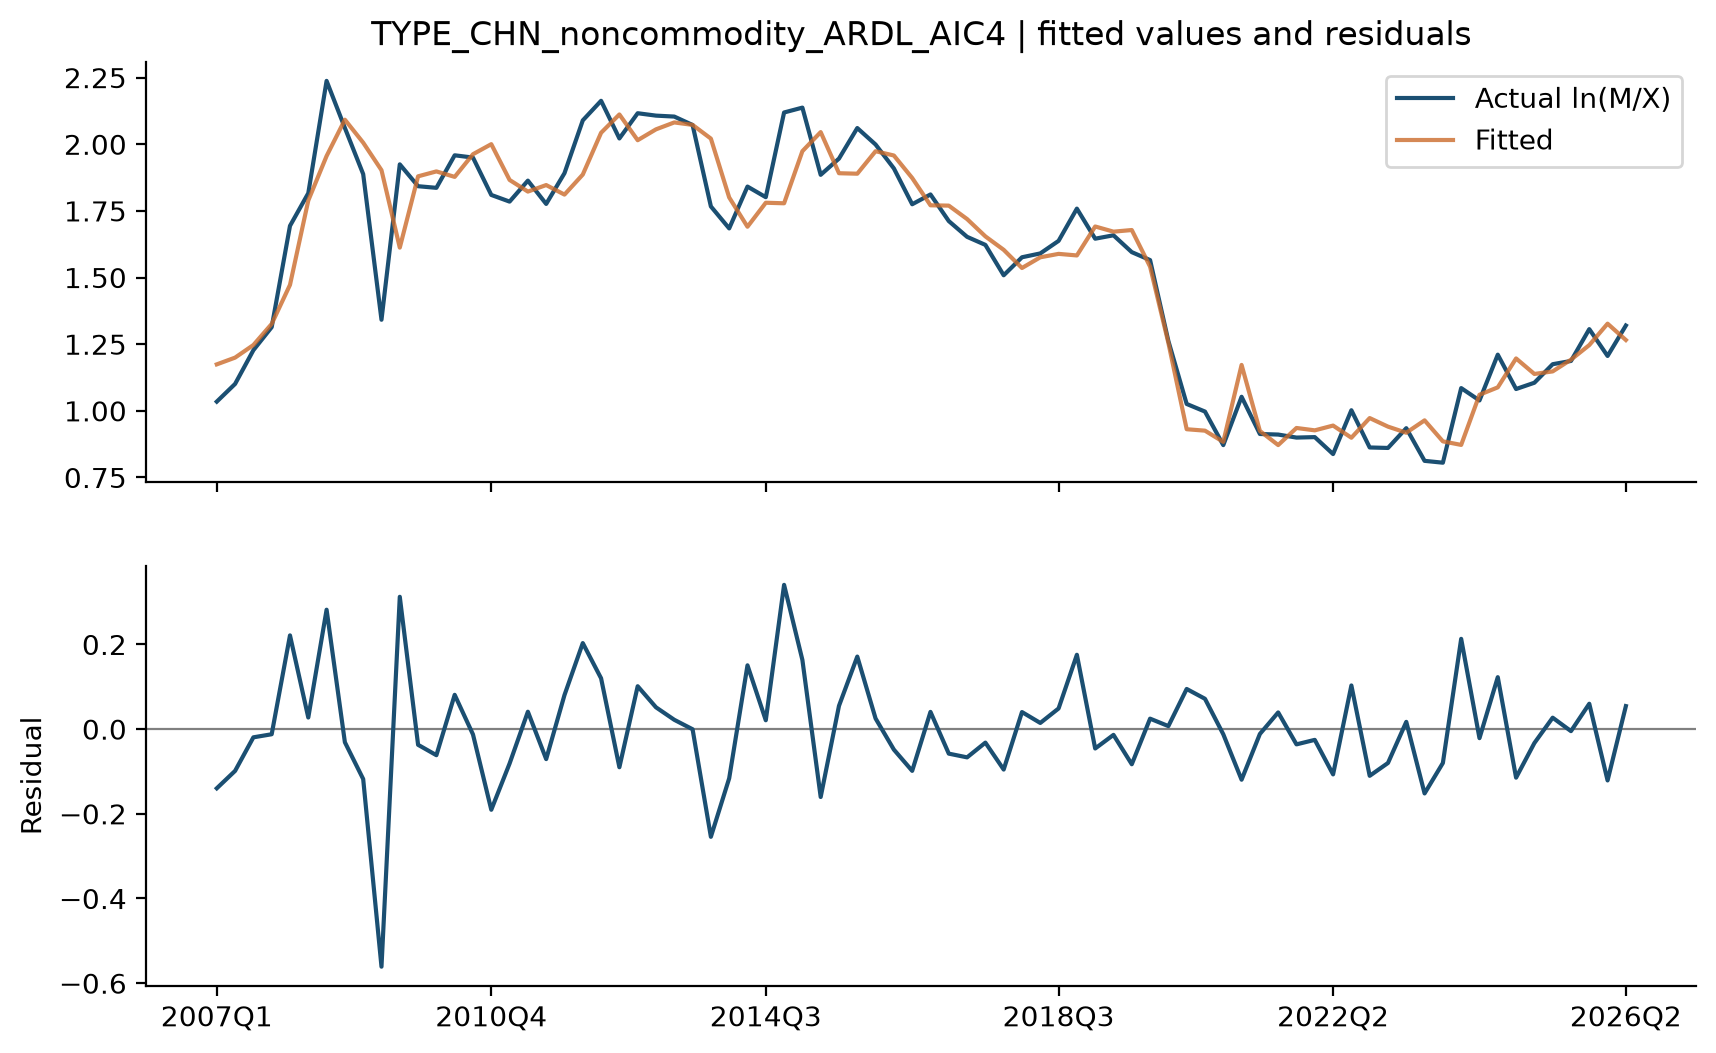 TYPE_CHN_noncommodity_ARDL_AIC4 | fitted values and residuals
Actual ln(M/X)
Fitted
2.25
2.00
1.75
1.50
1.25
1.00
0.75
Residual
0.2
0.0
−0.2
−0.4
−0.6
2007Q1 2010Q4 2014Q3 2018Q3 2022Q2 2026Q2